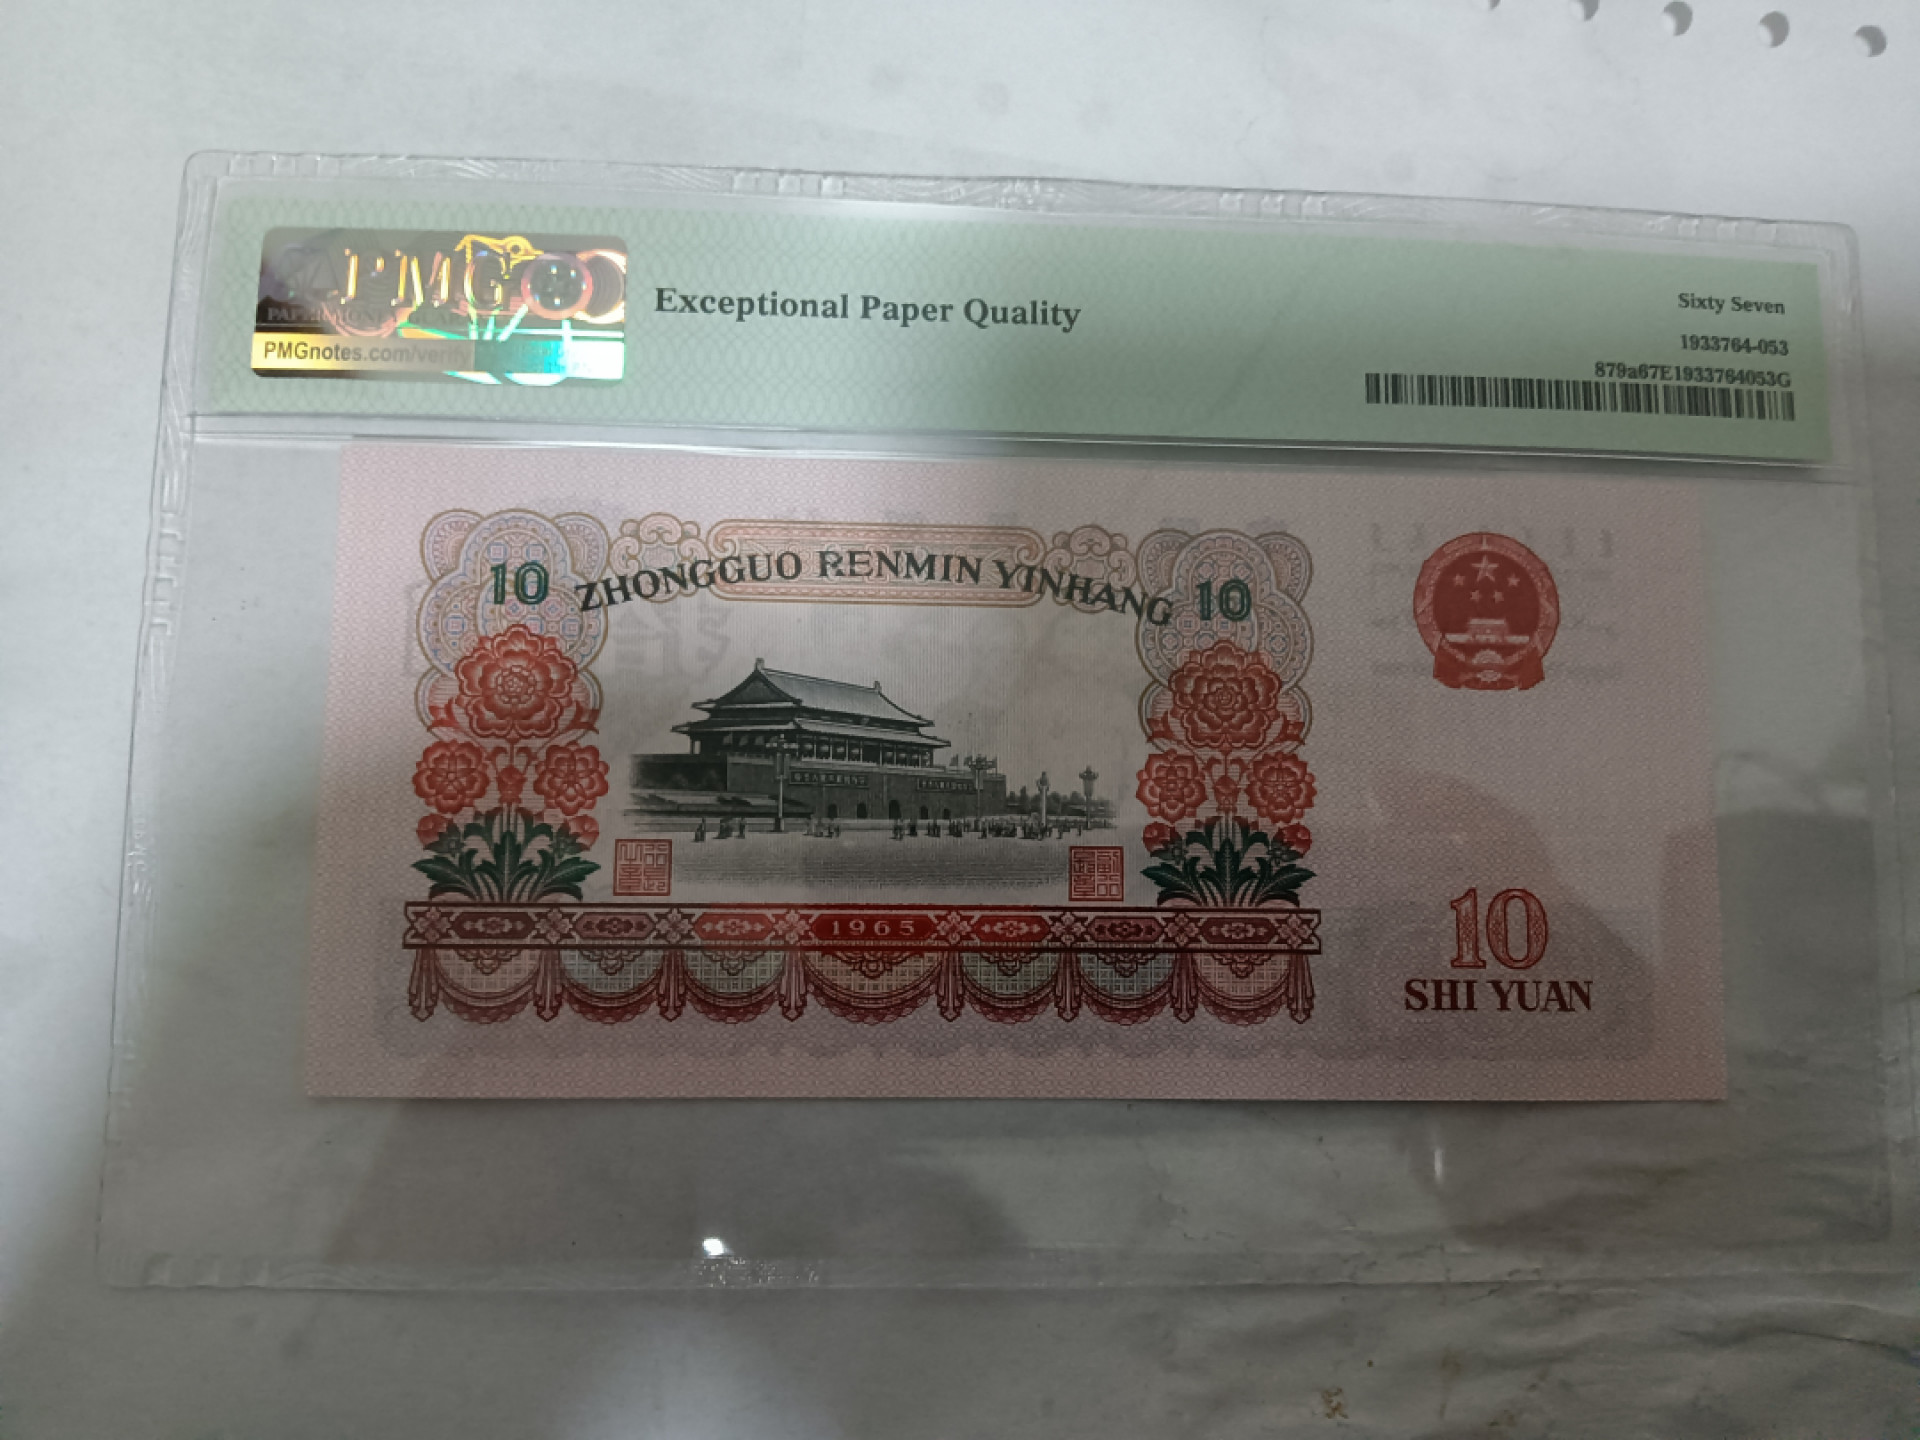 PMG
PMGnotes.com/verify
Exceptional Paper Quality
Sixty Seven
1933764-053
879a67E1933764053G
10 ZHONGGUO RENMIN YINHANG 10
1965
10
SHI YUAN